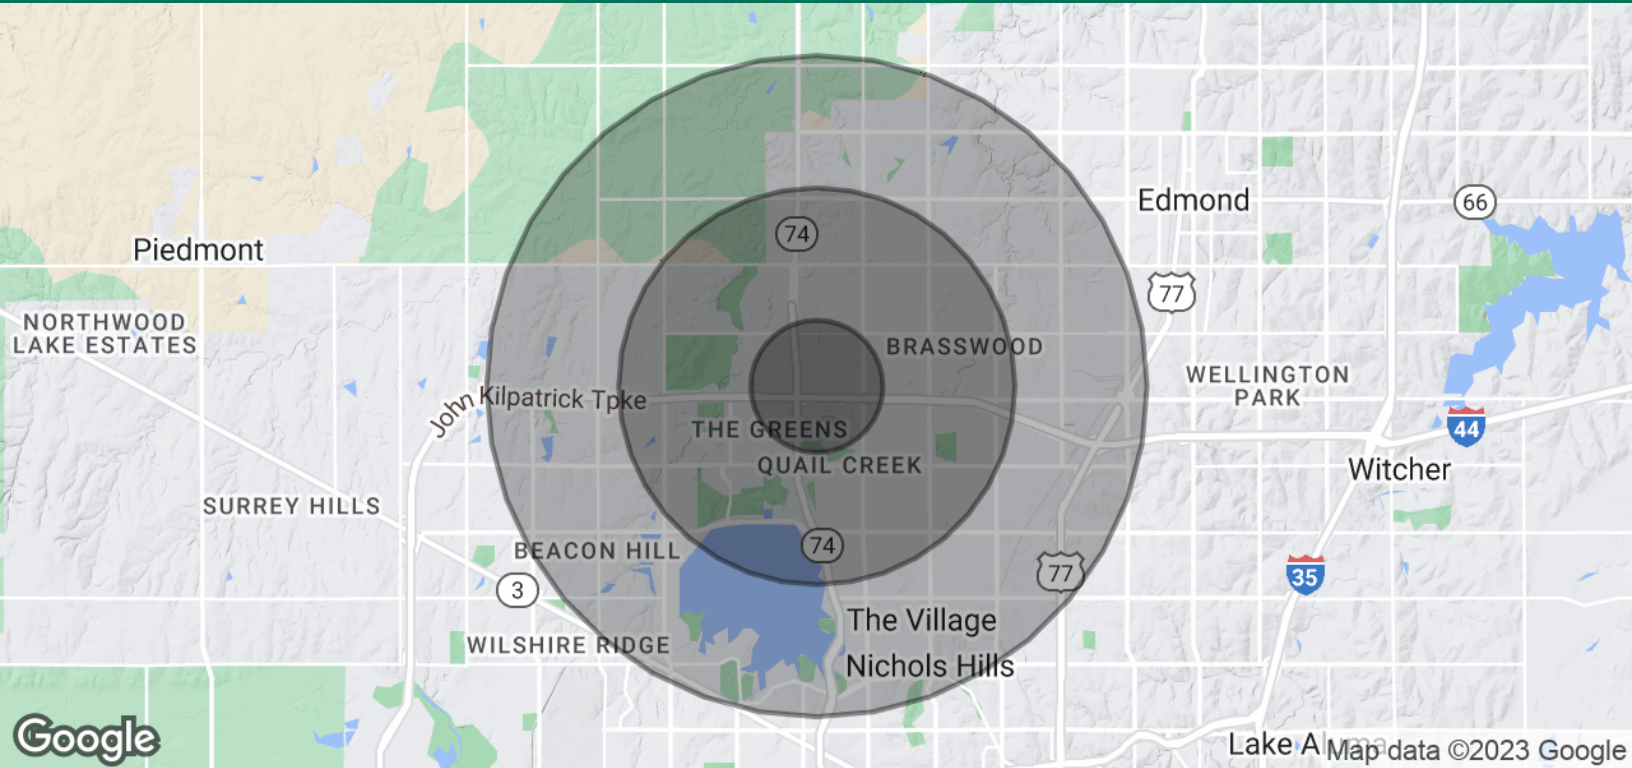 Edmond
66
74
Piedmont
77
NORTHWOOD
LAKE ESTATES
BRASSWOOD
WELLINGTON
PARK
John Kilpatrick Tpke
THE GREENS
44
QUAIL CREEK
Witcher
SURREY HILLS
BEACON HILL
74
77
35
3
The Village
WILSHIRE RIDGE
Nichols Hills
Google
Lake Aluma
Map data ©2023 Google